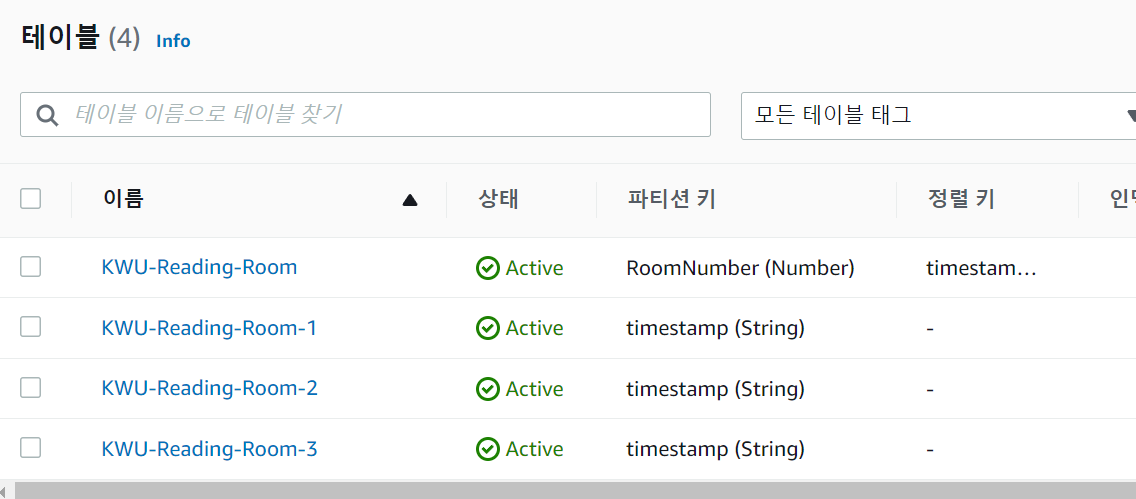 테이블 (4) Info
테이블 이름으로 테이블 찾기 모든 테이블 태그
이름 상태 파티션 키 정렬 키
KWU-Reading-Room Active RoomNumber (Number) timestam...
KWU-Reading-Room-1 Active timestamp (String) -
KWU-Reading-Room-2 Active timestamp (String) -
KWU-Reading-Room-3 Active timestamp (String) -